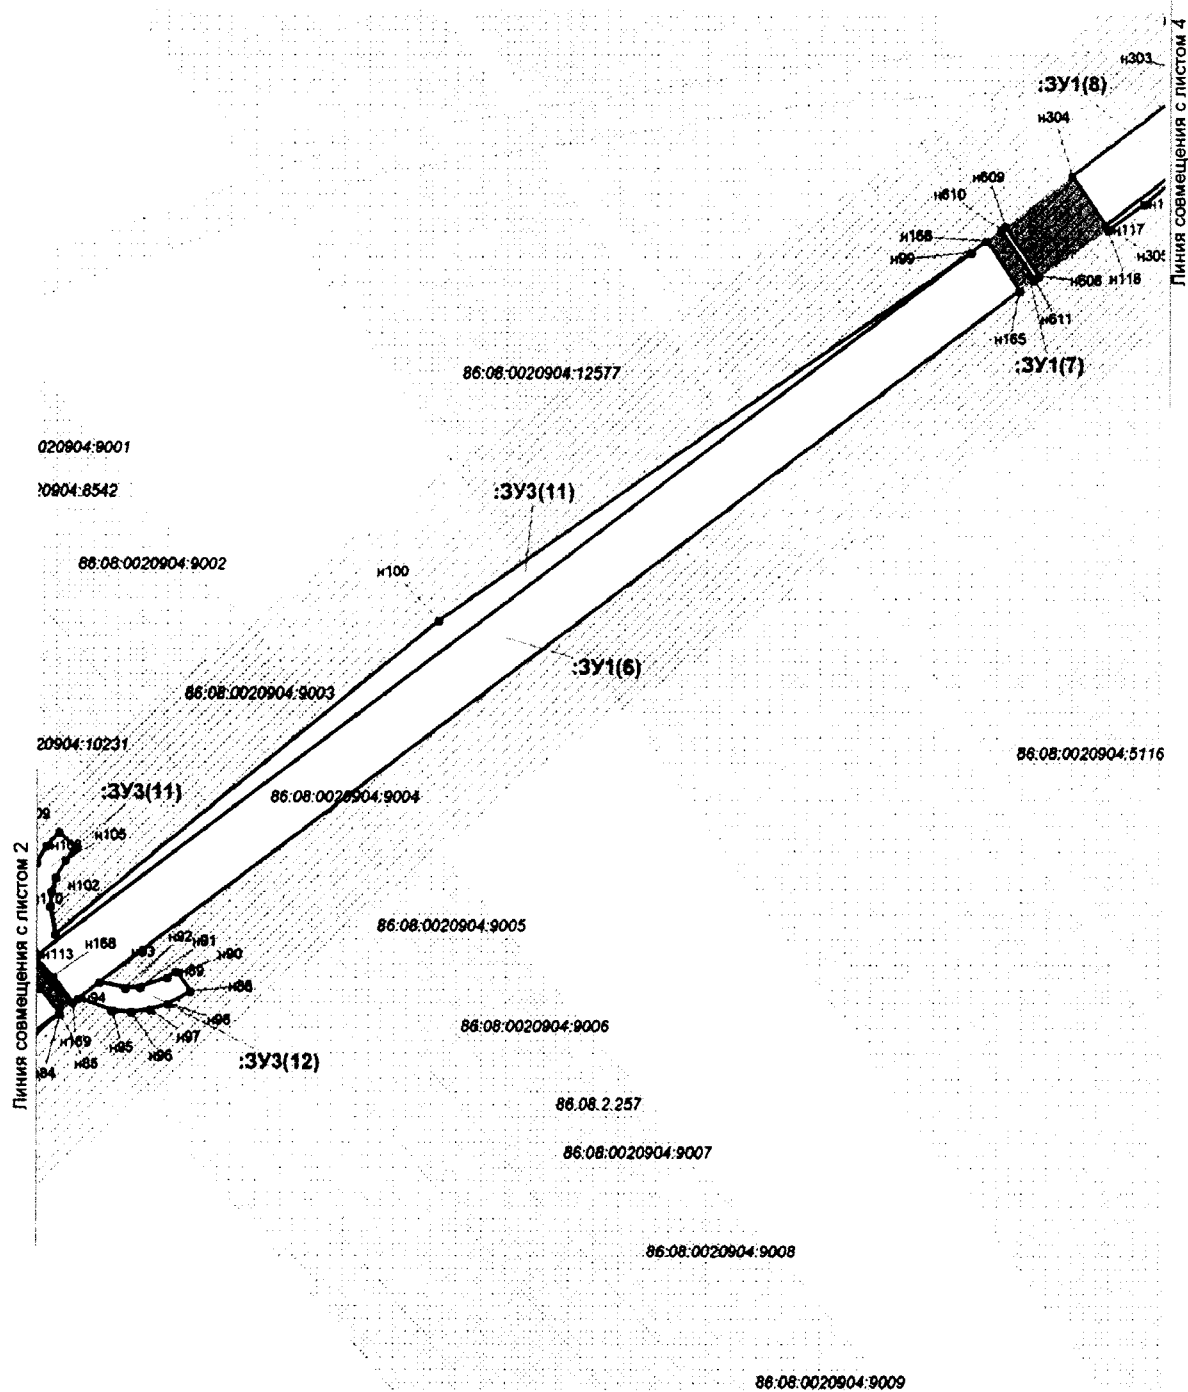 н303
:ЗУ1(8)
н304
Линия совмещения с листом 4
н609
н610
н117
н99
н608
н118
н611
н165
:ЗУ1(7)
86:08:0020904:12577
020904:9001
20904:8542
:ЗУ3(11)
86:08:0020904:9002
н100
:ЗУ1(6)
86:08:0020904:9003
20904:10231
86:08:0020904:5116
:ЗУ3(11)
86:08:0020904:9004
н105
Линия совмещения с листом 2
н102
86:08:0020904:9005
н92
н91
н113
н168
н93
н90
н89
н88
н94
86:08:0020904:9006
н169
н95
н97
н98
н96
н85
:ЗУ3(12)
86.08.2.257
86:08:0020904:9007
86:08:0020904:9008
86:08:0020904:9009